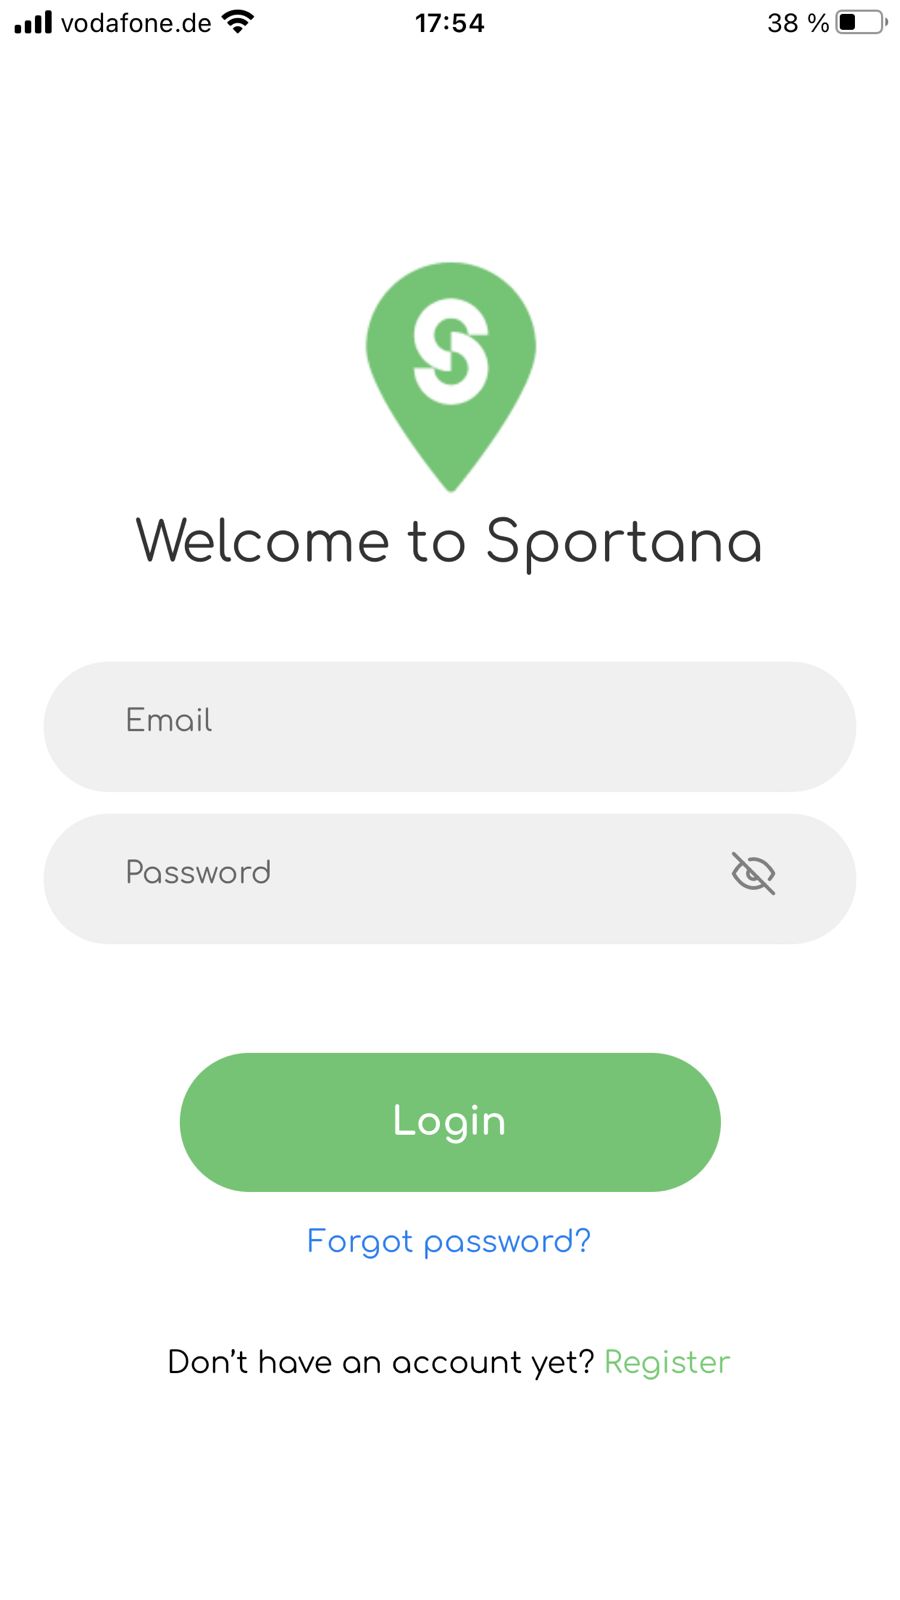 vodafone.de 17:54 38 %
S
Welcome to Sportana
Email
Password
Login
Forgot password?
Don’t have an account yet? Register